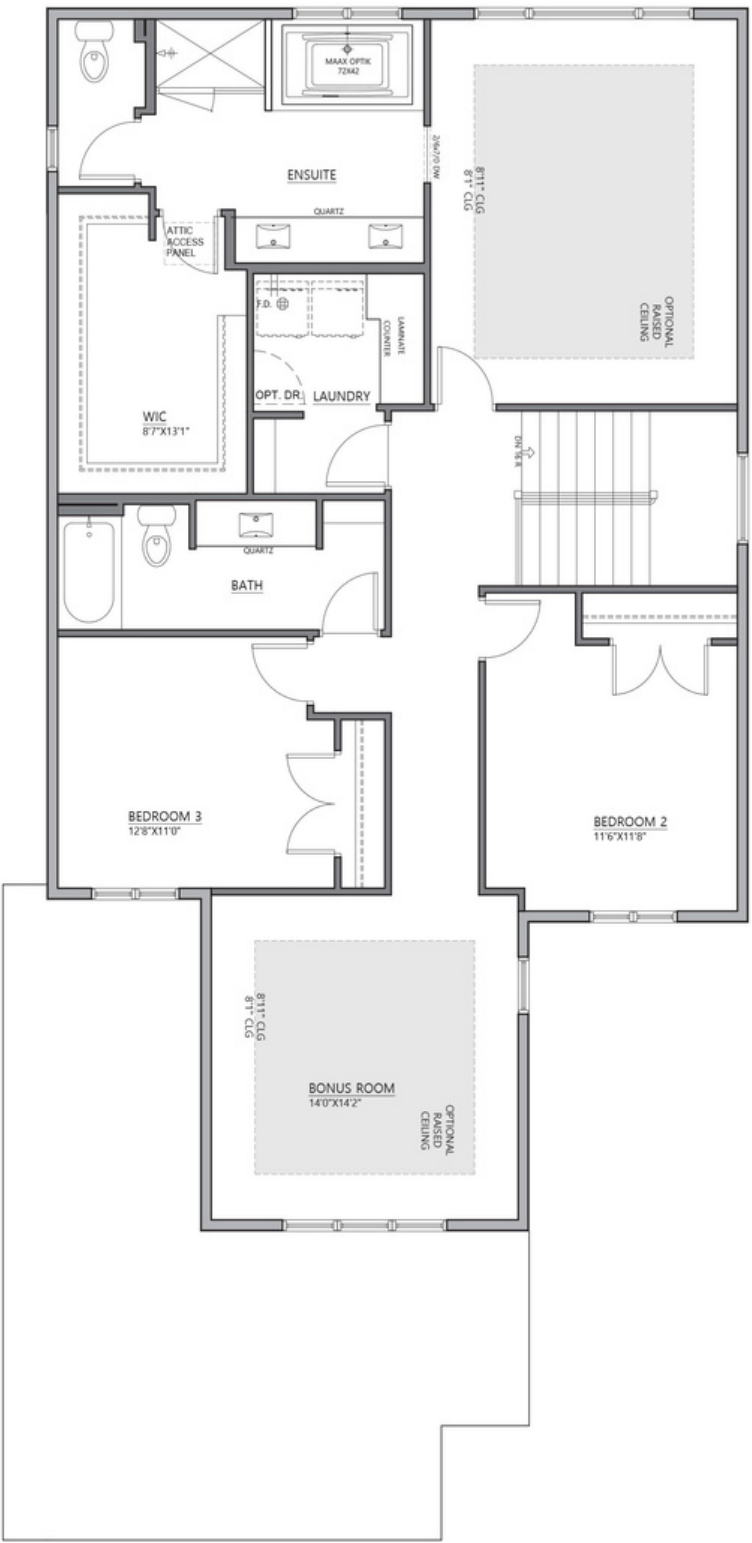 MAAX OPTIK
72X42
ENSUITE
QUARTZ
2/6x7/0 DW
8'11" CLG
8'1" CLG
OPTIONAL
RAISED
CEILING
ATTIC
ACCESS
PANEL
F.D.
LAMINATE
COUNTER
OPT. DR.
LAUNDRY
WIC
8'7"X13'1"
DN 16 R
QUARTZ
BATH
BEDROOM 3
12'8"X11'0"
BEDROOM 2
11'6"X11'8"
8'11" CLG
8'1" CLG
BONUS ROOM
14'0"X14'2"
OPTIONAL
RAISED
CEILING